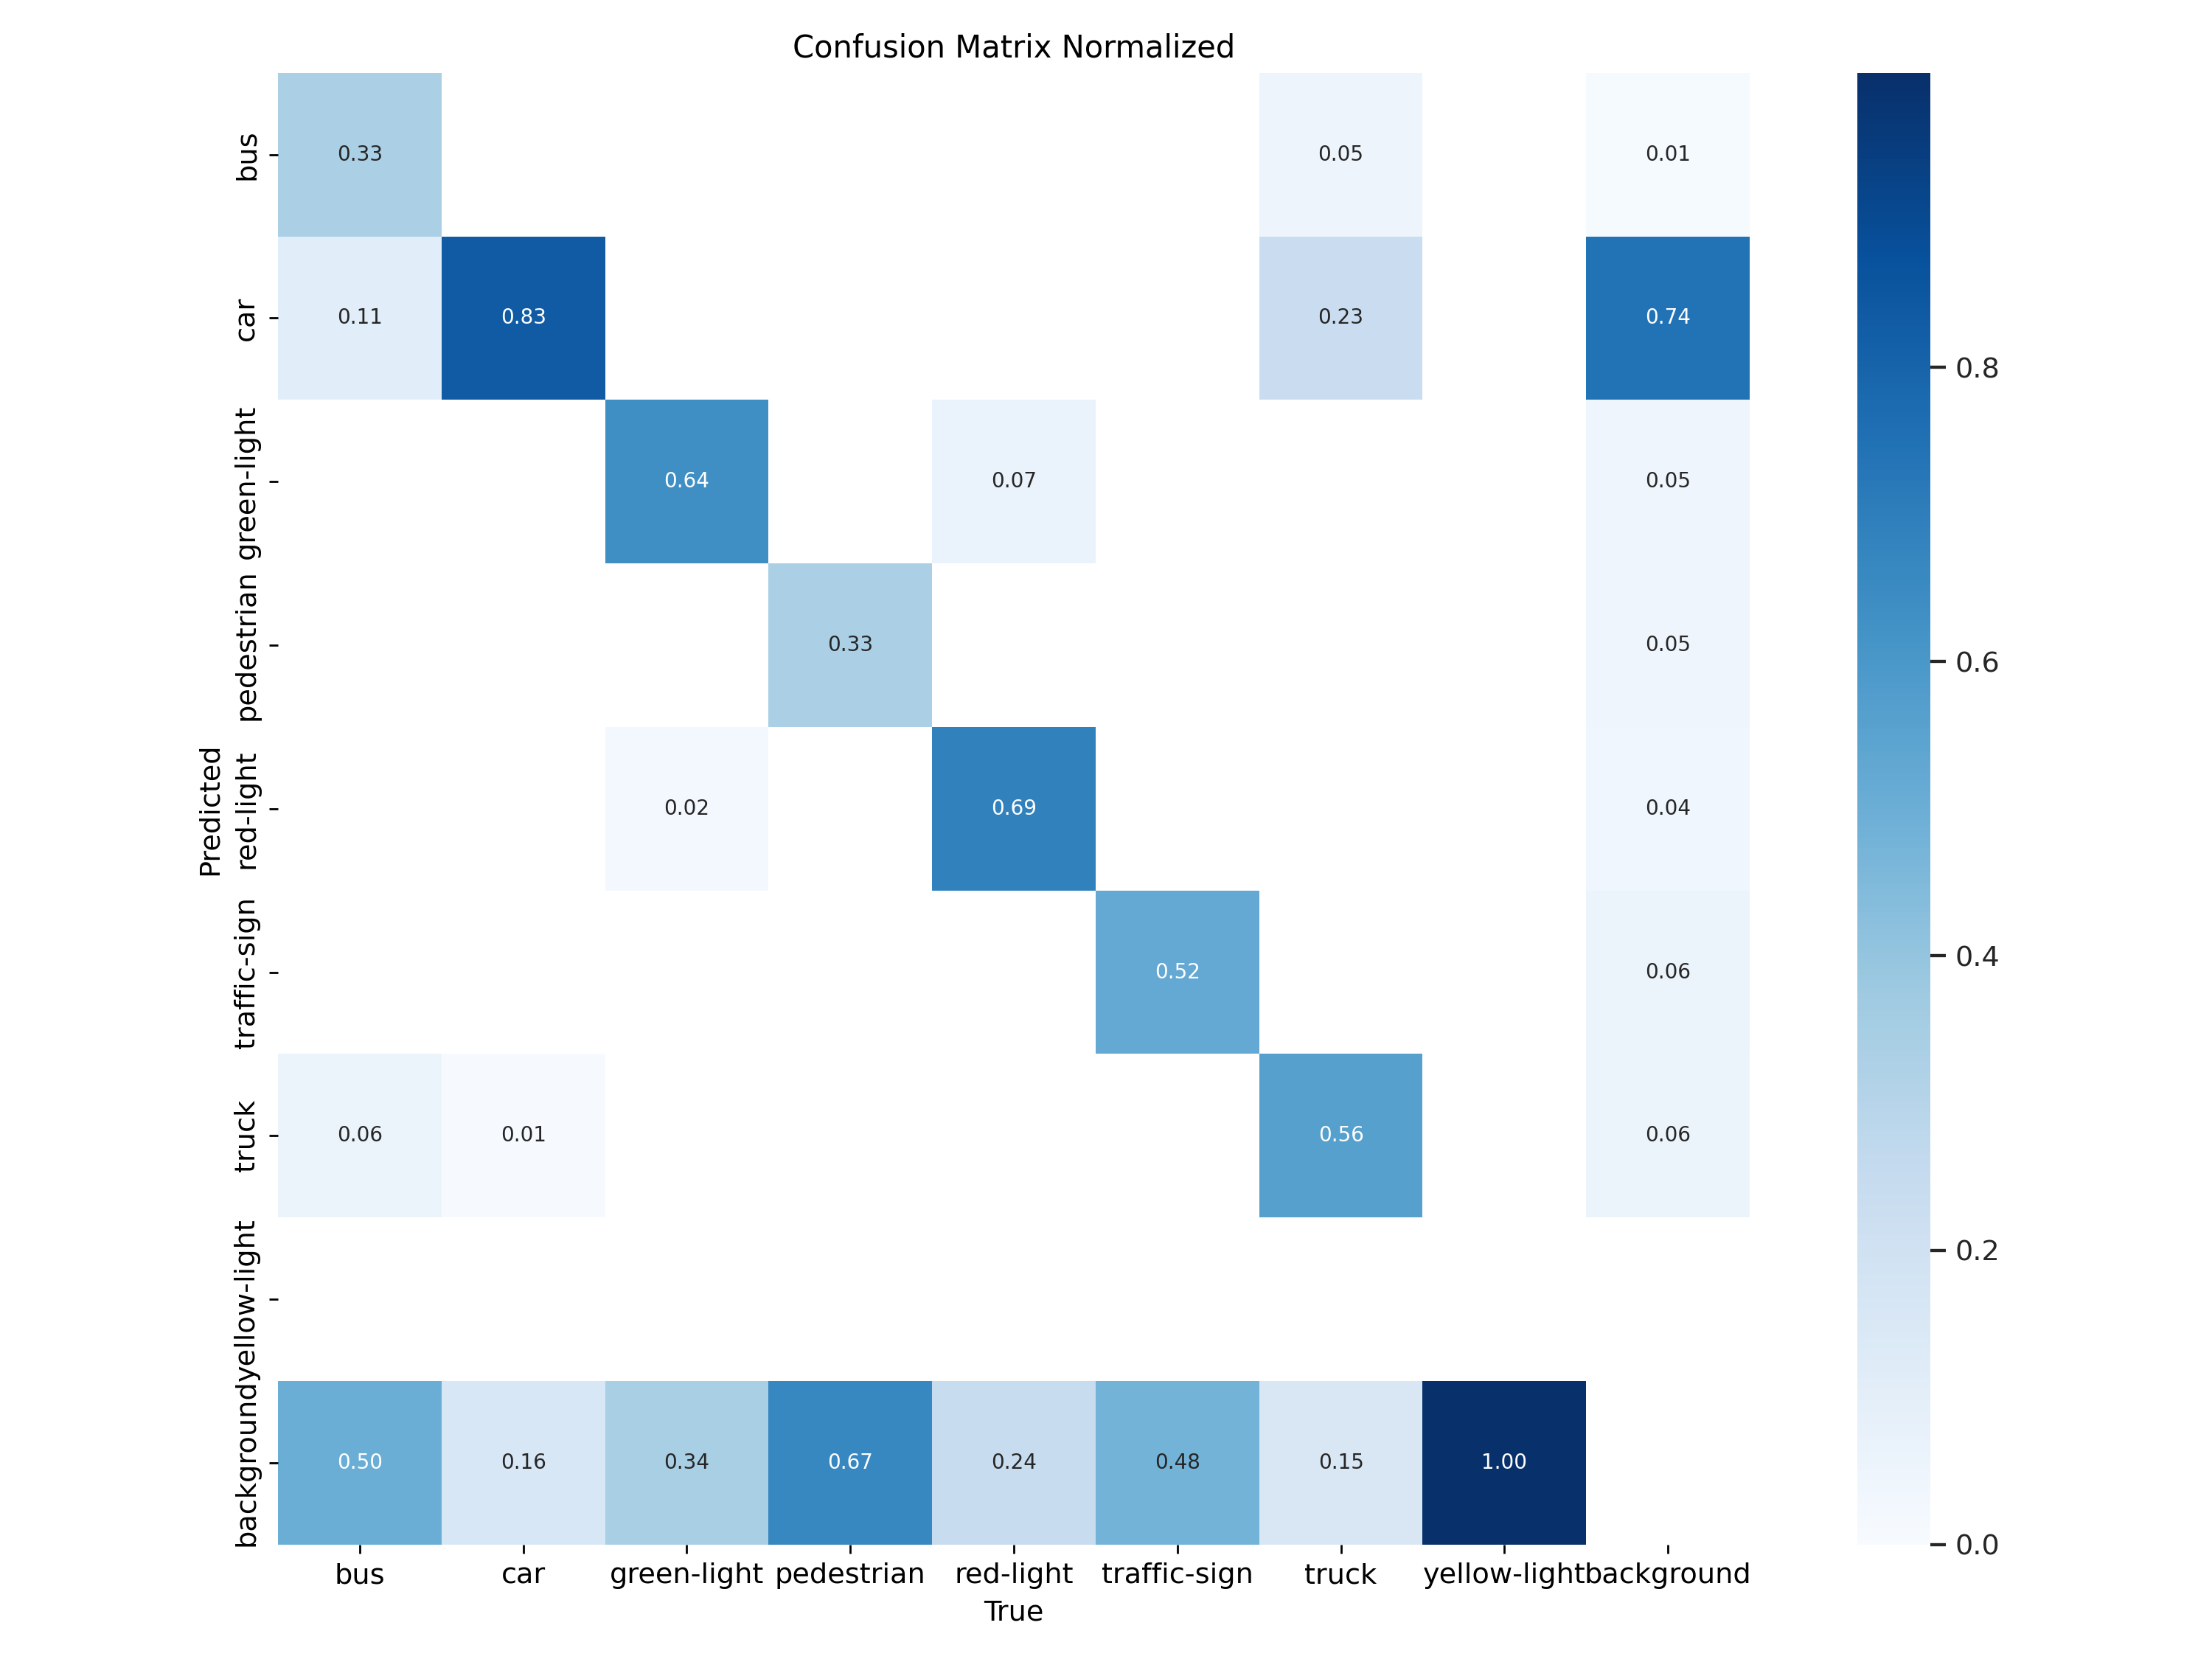 Confusion Matrix Normalized
bus
0.33
0.05
0.01
car
0.11
0.83
0.23
0.74
0.8
green-light
0.64
0.07
0.05
pedestrian
0.33
0.05
0.6
Predicted
red-light
0.02
0.69
0.04
traffic-sign
0.52
0.06
0.4
truck
0.06
0.01
0.56
0.06
yellow-light
0.2
background
0.50
0.16
0.34
0.67
0.24
0.48
0.15
1.00
0.0
bus
car
green-light
pedestrian
red-light
traffic-sign
truck
yellow-light
background
True